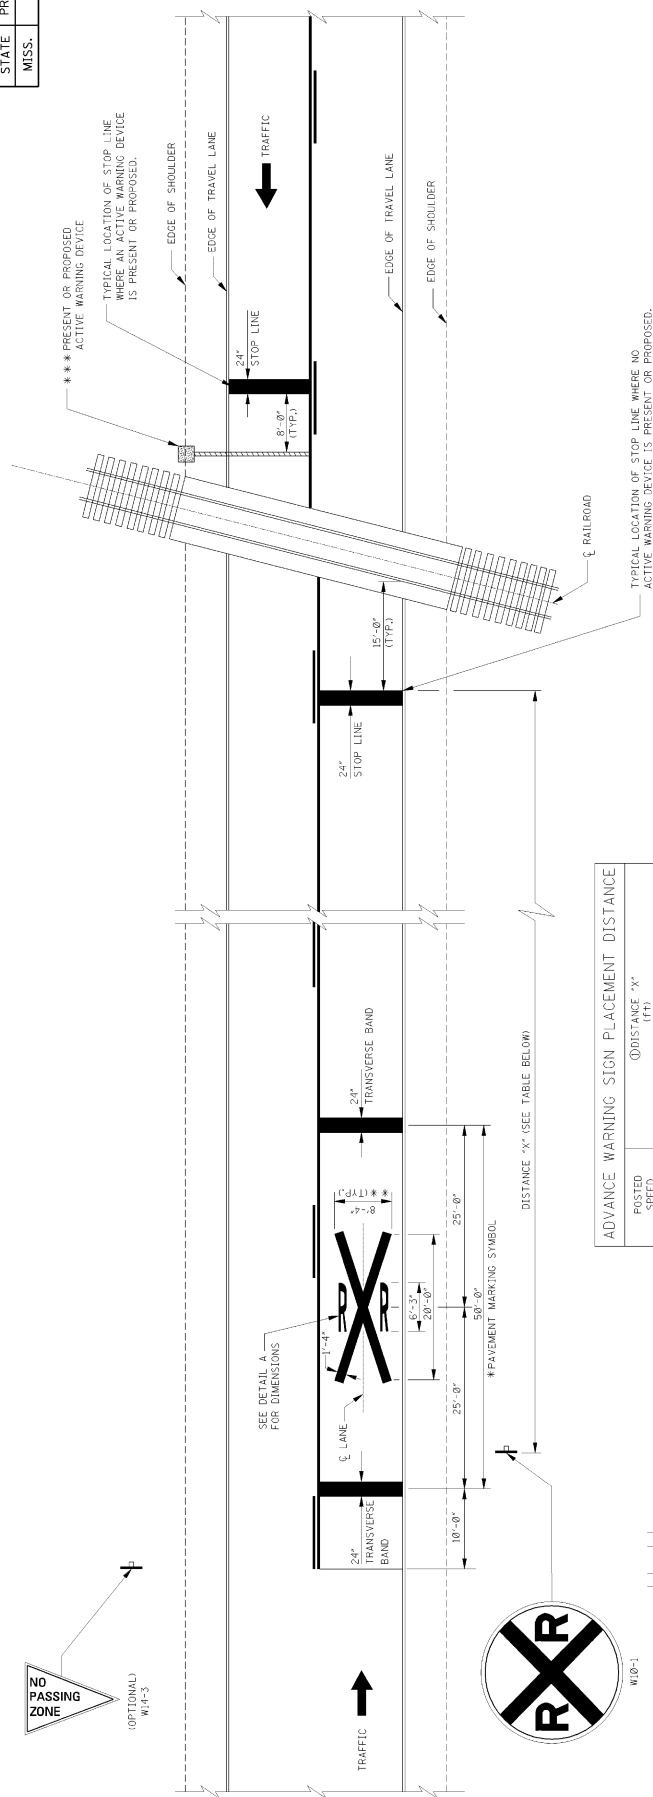 STATE
PR
MISS.
* * * PRESENT OR PROPOSED
ACTIVE WARNING DEVICE
TYPICAL LOCATION OF STOP LINE
WHERE AN ACTIVE WARNING DEVICE
IS PRESENT OR PROPOSED.
EDGE OF SHOULDER
EDGE OF TRAVEL LANE
TRAFFIC
24"
STOP LINE
8'-0"
(TYP.)
EDGE OF TRAVEL LANE
EDGE OF SHOULDER
℄ RAILROAD
15'-0"
(TYP.)
TYPICAL LOCATION OF STOP LINE WHERE NO
ACTIVE WARNING DEVICE IS PRESENT OR PROPOSED.
24"
STOP LINE
24"
TRANSVERSE BAND
8'-4"
* * (TYP.)
R R
SEE DETAIL A
FOR DIMENSIONS
1'-4"
℄ LANE
6'-3"
20'-0"
25'-0"
25'-0"
50'-0"
*PAVEMENT MARKING SYMBOL
DISTANCE "X" (SEE TABLE BELOW)
24"
TRANSVERSE
BAND
10'-0"
ADVANCE WARNING SIGN PLACEMENT DISTANCE
POSTED
SPEED
①DISTANCE "X"
(ft)
NO
PASSING
ZONE
(OPTIONAL)
W14-3
TRAFFIC
R R
W10-1